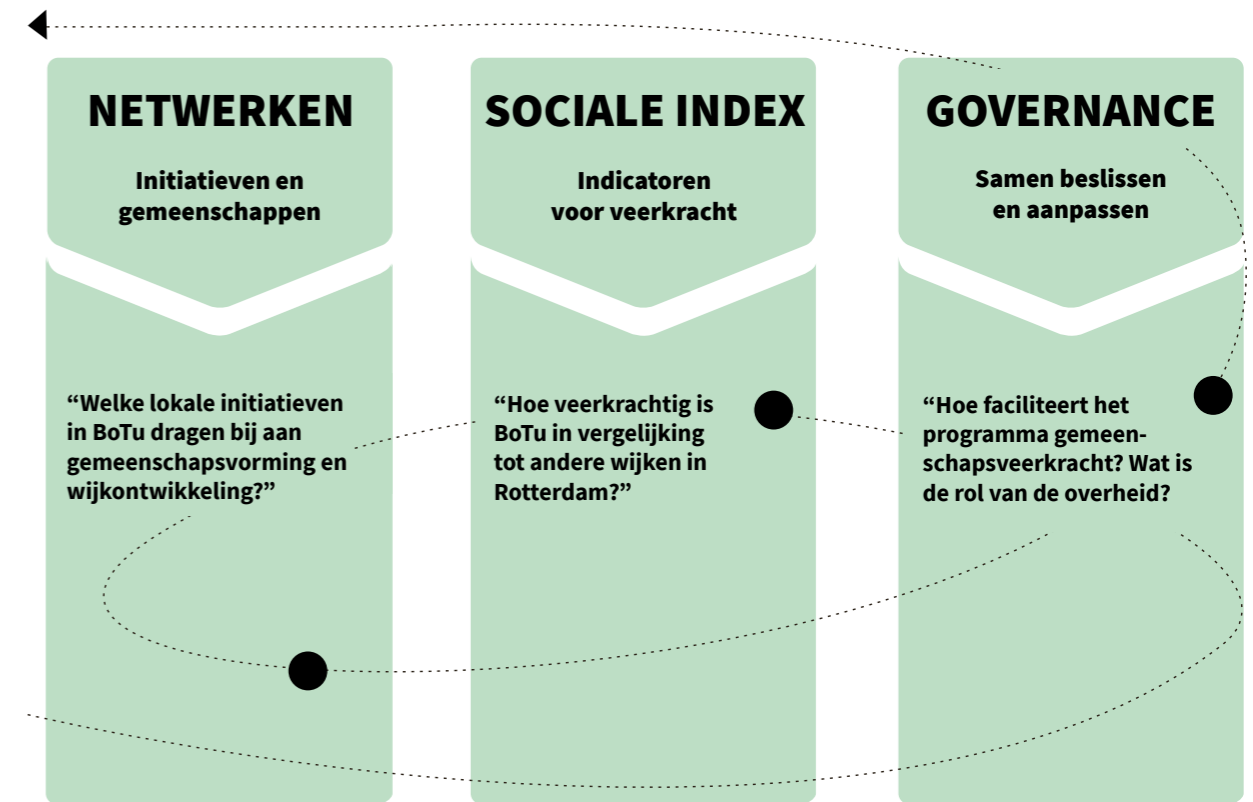 NETWERKEN
Initiatieven en
gemeenschappen
“Welke lokale initiatieven
in BoTu dragen bij aan
gemeenschapsvorming en
wijkontwikkeling?”
SOCIALE INDEX
Indicatoren
voor veerkracht
“Hoe veerkrachtig is
BoTu in vergelijking
tot andere wijken in
Rotterdam?”
GOVERNANCE
Samen beslissen
en aanpassen
“Hoe faciliteert het
programma gemeen-
schapsveerkracht? Wat is
de rol van de overheid?